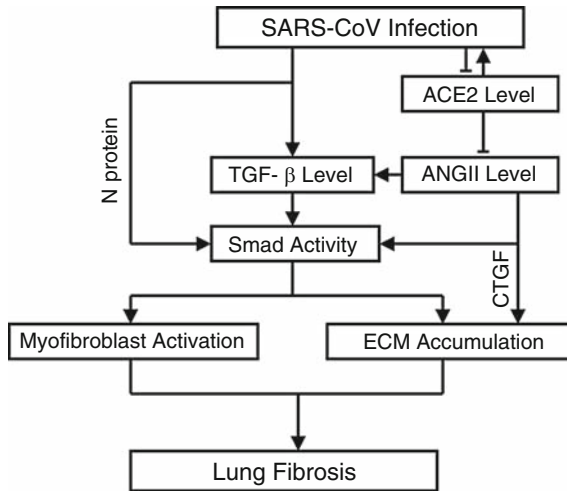 SARS-CoV Infection
ACE2 Level
N protein
TGF- β Level
ANGII Level
Smad Activity
CTGF
Myofibroblast Activation
ECM Accumulation
Lung Fibrosis